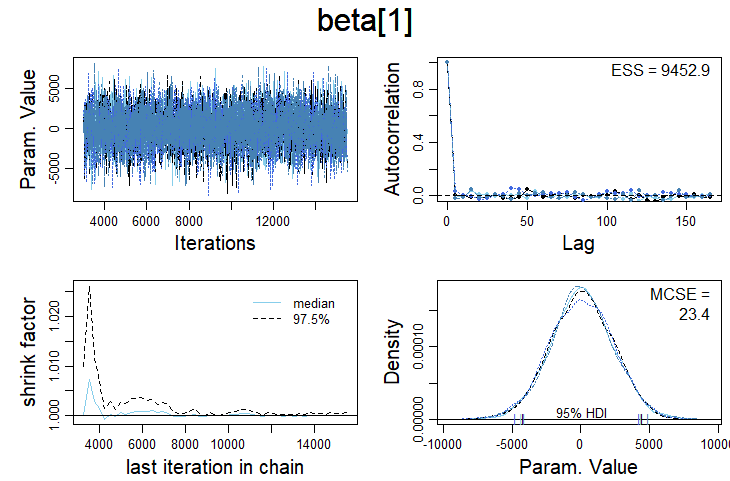 beta[1]
Param. Value
5000
0
-5000
4000 6000 8000 10000 12000
Iterations
Autocorrelation
0.8
0.4
0.0
ESS = 9452.9
0 50 100 150
Lag
shrink factor
1.020
1.010
1.000
median
97.5%
4000 6000 8000 10000 14000
last iteration in chain
Density
0.00010
0.00000
MCSE =
23.4
95% HDI
-10000 -5000 0 5000 10000
Param. Value